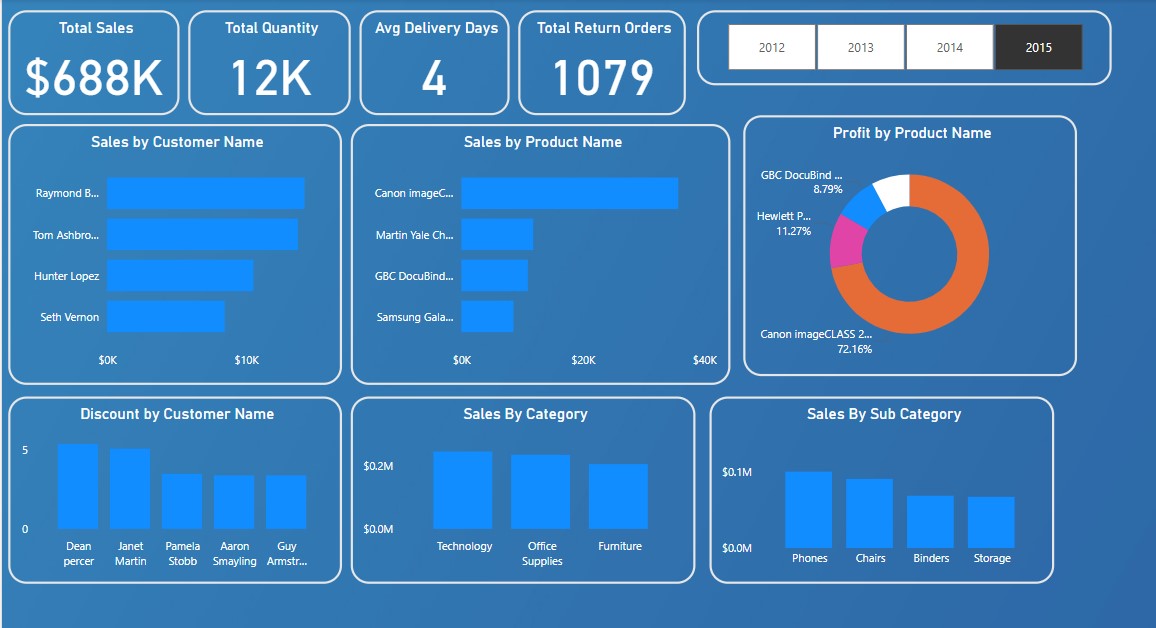 Total Sales
$688K
Total Quantity
12K
Avg Delivery Days
4
Total Return Orders
1079
2012
2013
2014
2015
Sales by Customer Name
Raymond B...
Tom Ashbro...
Hunter Lopez
Seth Vernon
$0K
$10K
Sales by Product Name
Canon imageC...
Martin Yale Ch...
GBC DocuBind...
Samsung Gala...
$0K
$20K
$40K
Profit by Product Name
GBC DocuBind ...
8.79%
Hewlett P...
11.27%
Canon imageCLASS 2...
72.16%
Discount by Customer Name
5
0
Dean
percer
Janet
Martin
Pamela
Stobb
Aaron
Smayling
Guy
Armstr...
Sales By Category
$0.2M
$0.0M
Technology
Office
Supplies
Furniture
Sales By Sub Category
$0.1M
$0.0M
Phones
Chairs
Binders
Storage